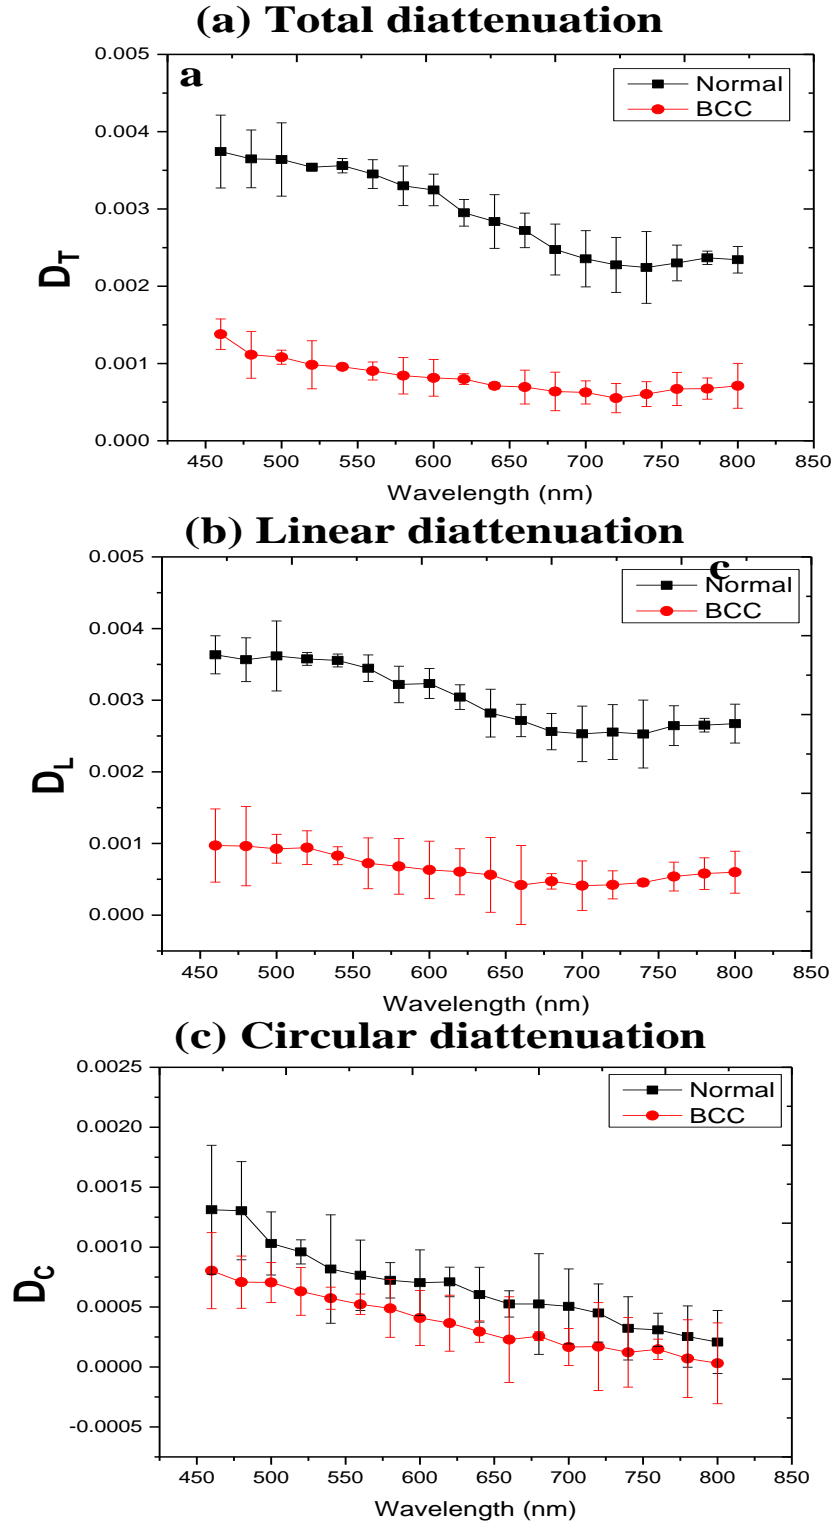 (a) Total diattenuation
a
Normal
BCC
0.005
0.004
0.003
0.002
0.001
0.000
D_T
450 500 550 600 650 700 750 800 850
Wavelength (nm)
(b) Linear diattenuation
c
Normal
BCC
0.005
0.004
0.003
0.002
0.001
0.000
D_L
450 500 550 600 650 700 750 800 850
Wavelength (nm)
(c) Circular diattenuation
Normal
BCC
0.0025
0.0020
0.0015
0.0010
0.0005
0.0000
-0.0005
D_C
450 500 550 600 650 700 750 800 850
Wavelength (nm)